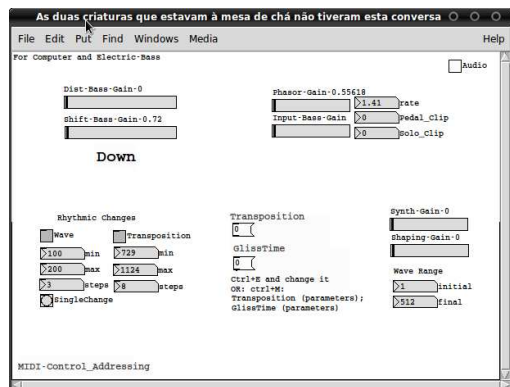 As duas criaturas que estavam à mesa de chá não tiveram esta conversa
File Edit Put Find Windows Media Help
For Computer and Electric-Bass
Audio
Dist-Bass-Gain-0
Shift-Bass-Gain-0.72
Down
Phasor-Gain-0.55618
1.41 rate
Input-Bass-Gain
0 Pedal_Clip
0 Solo_Clip
Rhythmic Changes
Wave
Transposition
100 min
729 min
200 max
1124 max
3 steps
8 steps
SingleChange
Transposition
0
GlissTime
0
Ctrl+E and change it
OR: ctrl+M:
Transposition (parameters);
GlissTime (parameters)
Synth-Gain-0
Shaping-Gain-0
Wave Range
1 initial
512 final
MIDI-Control_Addressing